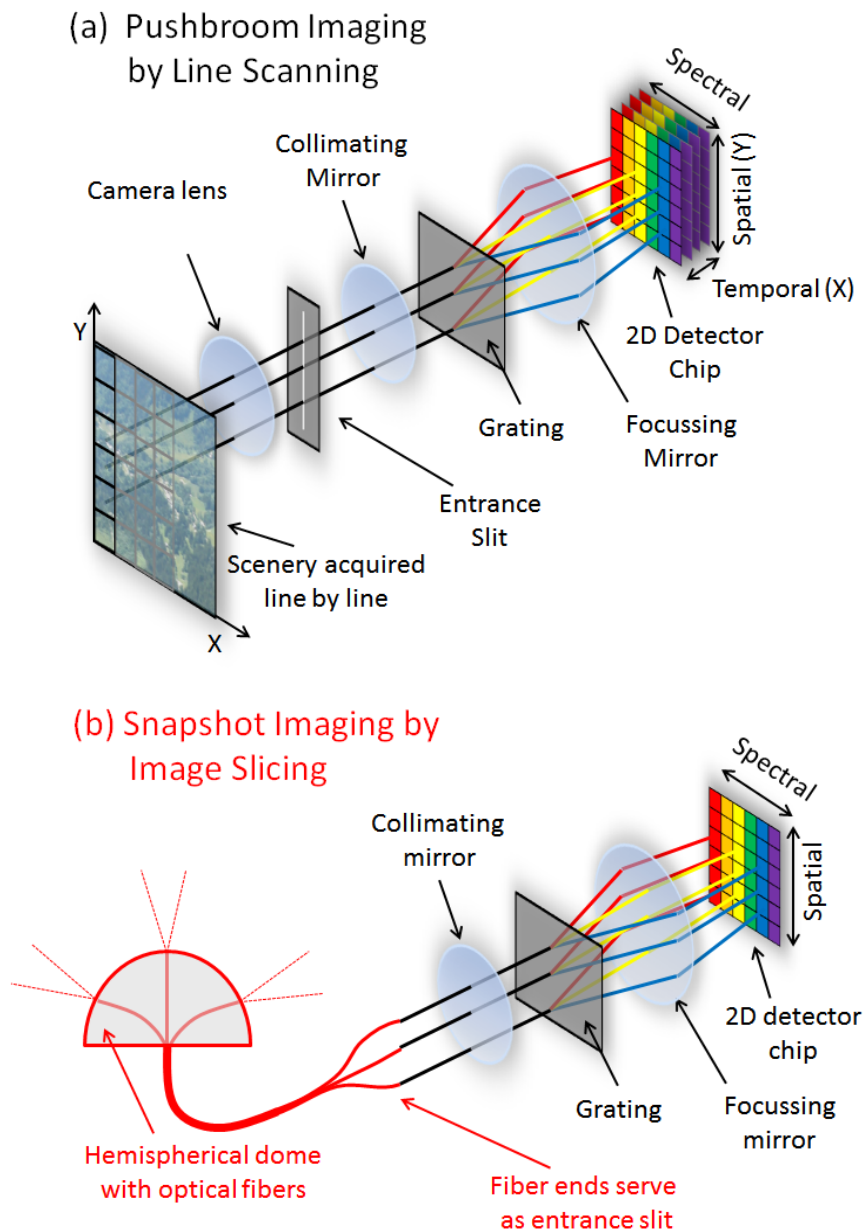 (a) Pushbroom Imaging
by Line Scanning
Spectral
Collimating
Mirror
Camera lens
Spatial (Y)
Temporal (X)
Y
2D Detector
Chip
Grating
Focussing
Mirror
Entrance
Slit
Scenery acquired
line by line
X
(b) Snapshot Imaging by
Image Slicing
Spectral
Collimating
mirror
Spatial
2D detector
chip
Grating
Focussing
mirror
Hemispherical dome
with optical fibers
Fiber ends serve
as entrance slit